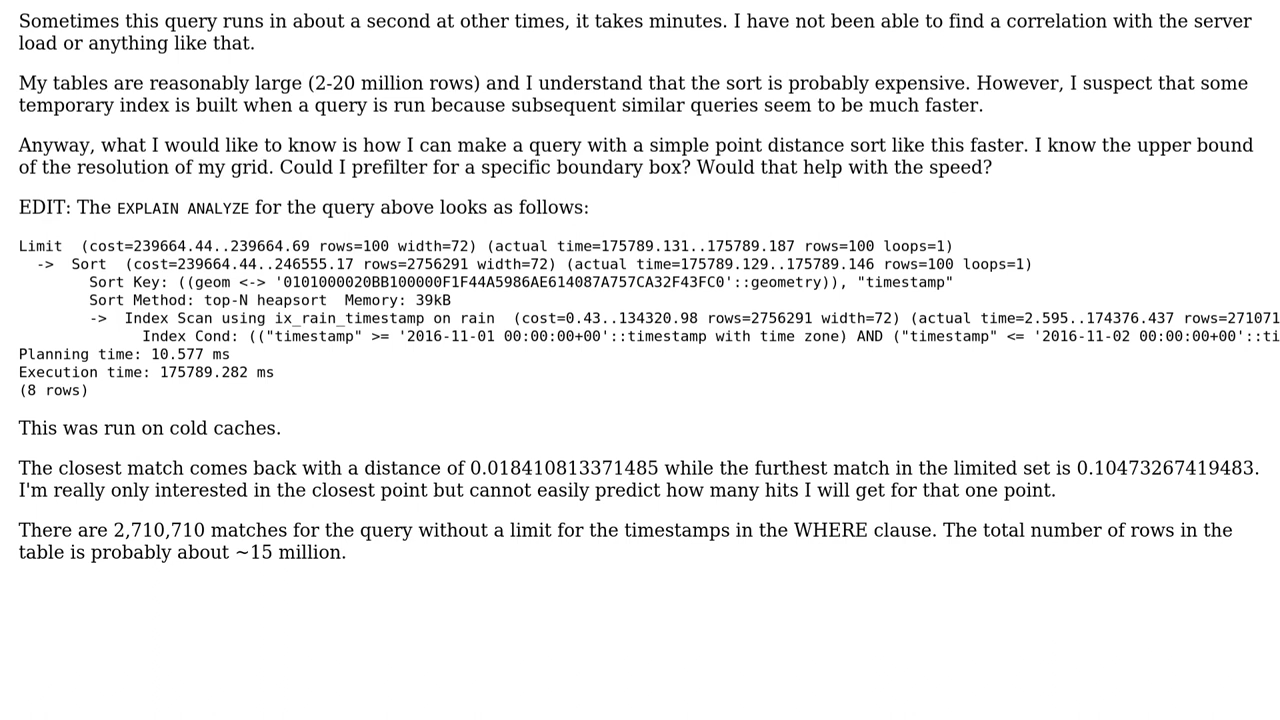 Sometimes this query runs in about a second at other times, it takes minutes. I have not been able to find a correlation with the server
load or anything like that.
My tables are reasonably large (2-20 million rows) and I understand that the sort is probably expensive. However, I suspect that some
temporary index is built when a query is run because subsequent similar queries seem to be much faster.
Anyway, what I would like to know is how I can make a query with a simple point distance sort like this faster. I know the upper bound
of the resolution of my grid. Could I prefilter for a specific boundary box? Would that help with the speed?
EDIT: The EXPLAIN ANALYZE for the query above looks as follows:
Limit  (cost=239664.44..239664.69 rows=100 width=72) (actual time=175789.131..175789.187 rows=100 loops=1)
  ->  Sort  (cost=239664.44..246555.17 rows=2756291 width=72) (actual time=175789.129..175789.146 rows=100 loops=1)
        Sort Key: ((geom <-> '0101000020BB100000F1F44A5986AE614087A757CA32F43FC0'::geometry)), "timestamp"
        Sort Method: top-N heapsort  Memory: 39kB
        ->  Index Scan using ix_rain_timestamp on rain  (cost=0.43..134320.98 rows=2756291 width=72) (actual time=2.595..174376.437 rows=271071
              Index Cond: (("timestamp" >= '2016-11-01 00:00:00+00'::timestamp with time zone) AND ("timestamp" <= '2016-11-02 00:00:00+00'::ti
Planning time: 10.577 ms
Execution time: 175789.282 ms
(8 rows)
This was run on cold caches.
The closest match comes back with a distance of 0.018410813371485 while the furthest match in the limited set is 0.10473267419483.
I'm really only interested in the closest point but cannot easily predict how many hits I will get for that one point.
There are 2,710,710 matches for the query without a limit for the timestamps in the WHERE clause. The total number of rows in the
table is probably about ~15 million.